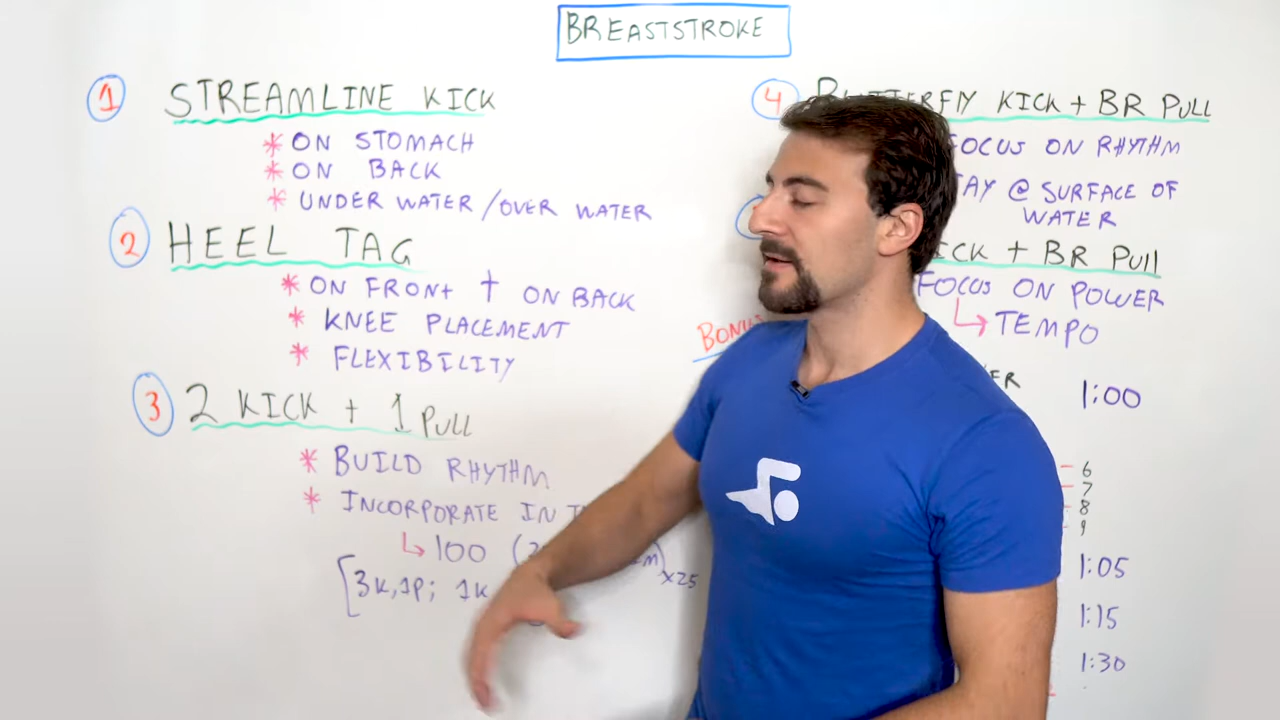 BREASTSTROKE
1 STREAMLINE KICK
* ON STOMACH
* ON BACK
* UNDER WATER / OVER WATER
2 HEEL TAG
* ON FRONT + ON BACK
* KNEE PLACEMENT
* FLEXIBILITY
3 2 KICK + 1 PULL
* BUILD RHYTHM
* INCORPORATE IN
↳ 100
x25
[3K,1P; 1K
4 BUTTERFLY KICK + BR PULL
FOCUS ON RHYTHM
@ SURFACE OF
WATER
KICK + BR PUll
FOCUS ON POWER
↳ TEMPO
BONUS
1:00
6
7
8
9
1:05
1:15
1:30